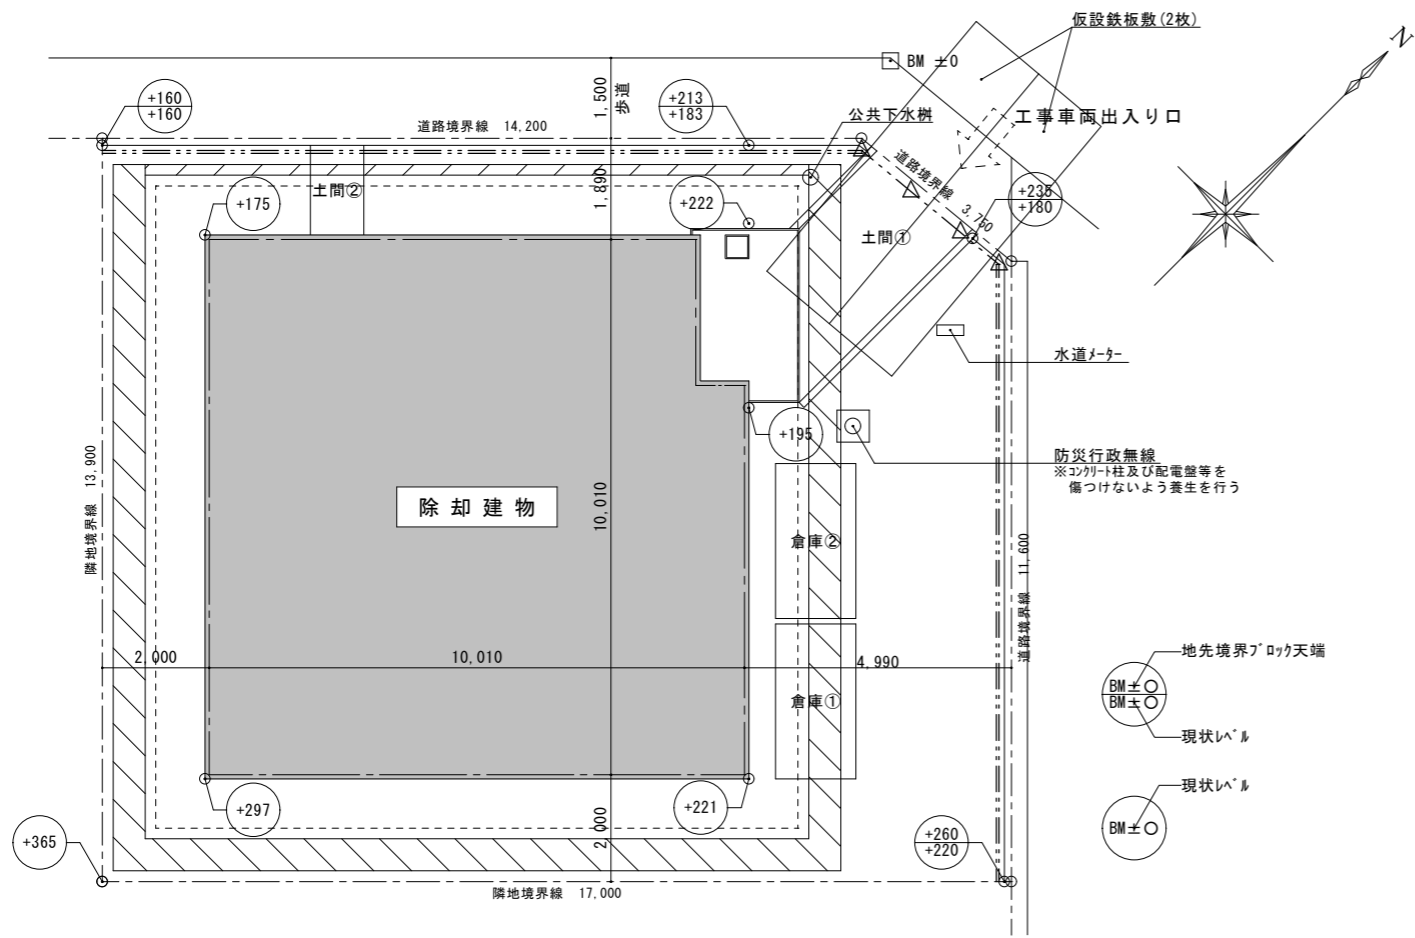 仮設鉄板敷(2枚)
N
BM ±0
+160
+160
1,500
歩道
+213
+183
公共下水桝
工事車両出入り口
道路境界線 14,200
道路境界線 3,750
+235
+180
土間②
1,890
+175
+222
土間①
水道メーター
+195
防災行政無線
※コンクリート柱及び配電盤等を
傷つけないよう養生を行う
隣地境界線 13,900
除却建物
10,010
倉庫②
道路境界線 11,600
2,000
10,010
4,990
倉庫①
地先境界ブロック天端
BM±○
BM±○
現状レベル
+297
+221
2,000
現状レベル
BM±○
+365
+260
+220
隣地境界線 17,000